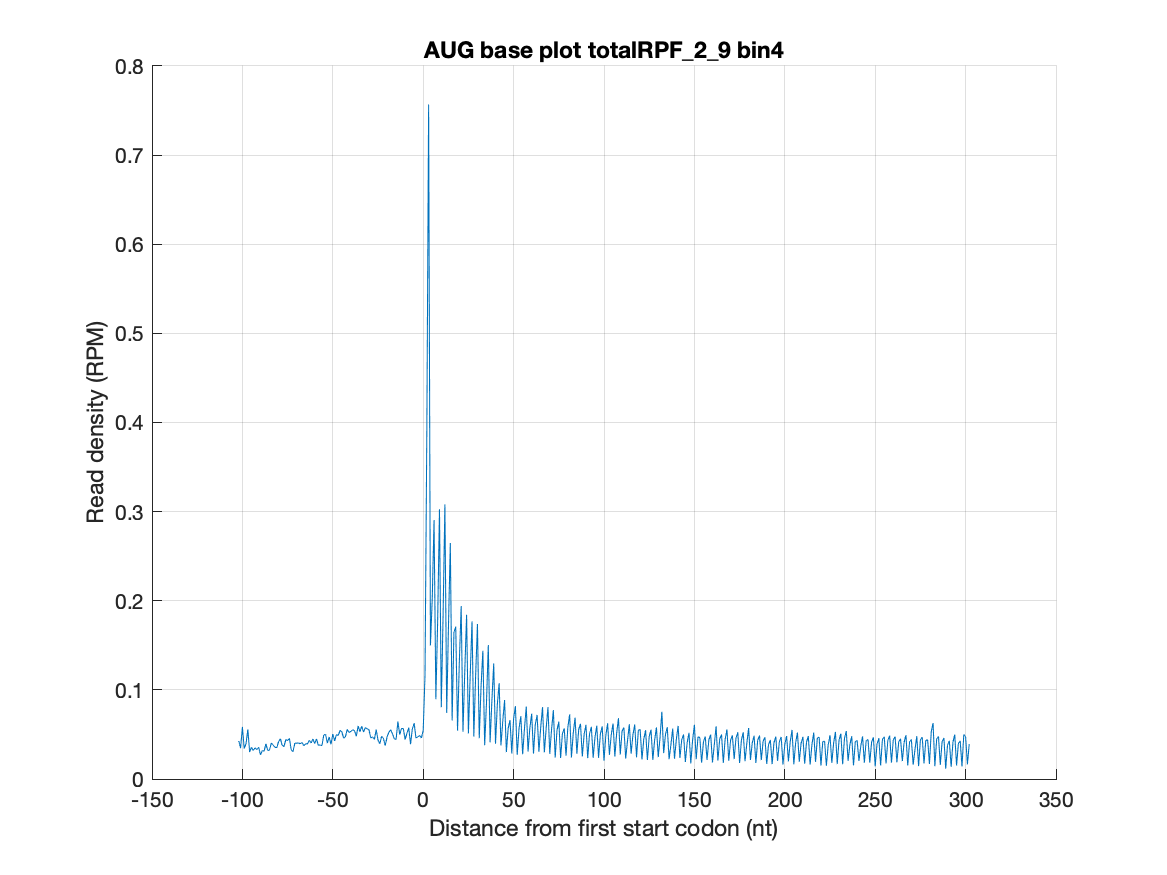 AUG base plot totalRPF_2_9 bin4
0.8
0.7
0.6
0.5
0.4
0.3
0.2
0.1
0
Read density (RPM)
-150 -100 -50 0 50 100 150 200 250 300 350
Distance from first start codon (nt)